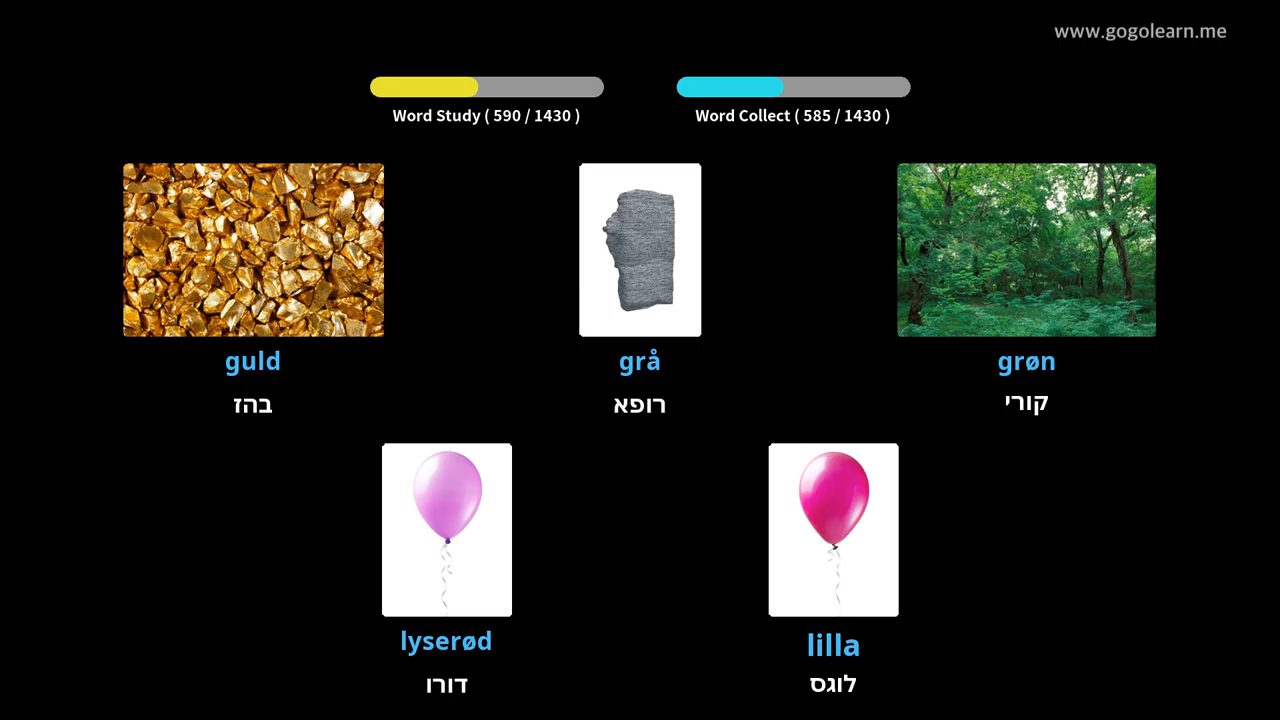 www.gogolearn.me
Word Study ( 590 / 1430 )
Word Collect ( 585 / 1430 )
guld
בהז
grå
רופא
grøn
קורי
lyserød
דורו
lilla
לוגס